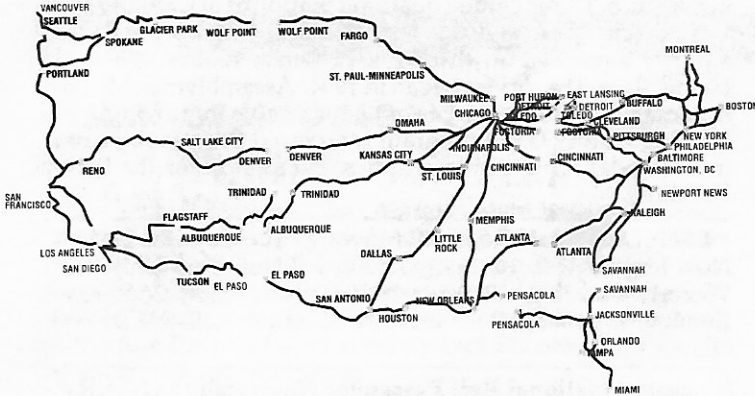 VANCOUVER
SEATTLE
GLACIER PARK
SPOKANE
WOLF POINT
WOLF POINT
FARGO
PORTLAND
ST. PAUL-MINNEAPOLIS
MONTREAL
MILWAUKEE
PORT HURON
EAST LANSING
CHICAGO
DETROIT
DETROIT
BUFFALO
BOSTON
TOLEDO
TOLEDO
CLEVELAND
OMAHA
FOSTORIA
FOSTORIA
PITTSBURGH
NEW YORK
SALT LAKE CITY
INDIANAPOLIS
PHILADELPHIA
RENO
DENVER
DENVER
KANSAS CITY
CINCINNATI
CINCINNATI
BALTIMORE
ST. LOUIS
WASHINGTON, DC
TRINIDAD
TRINIDAD
NEWPORT NEWS
SAN
FRANCISCO
FLAGSTAFF
MEMPHIS
RALEIGH
ALBUQUERQUE
ALBUQUERQUE
LITTLE
ROCK
ATLANTA
ATLANTA
LOS ANGELES
DALLAS
SAN DIEGO
TUCSON
EL PASO
EL PASO
SAVANNAH
SAVANNAH
SAN ANTONIO
NEW ORLEANS
PENSACOLA
HOUSTON
PENSACOLA
JACKSONVILLE
ORLANDO
TAMPA
MIAMI